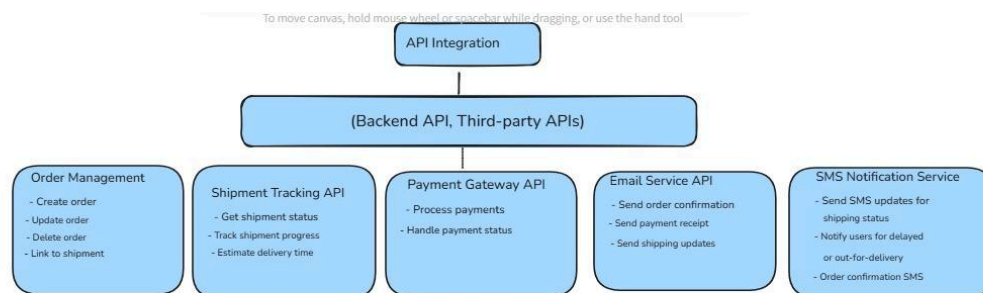 To move canvas, hold mouse wheel or spacebar while dragging, or use the hand tool
API Integration
(Backend API, Third-party APIs)
Order Management
- Create order
- Update order
- Delete order
- Link to shipment
Shipment Tracking API
- Get shipment status
- Track shipment progress
- Estimate delivery time
Payment Gateway API
- Process payments
- Handle payment status
Email Service API
- Send order confirmation
- Send payment receipt
- Send shipping updates
SMS Notification Service
- Send SMS updates for
shipping status
- Notify users for delayed
or out-for-delivery
- Order confirmation SMS